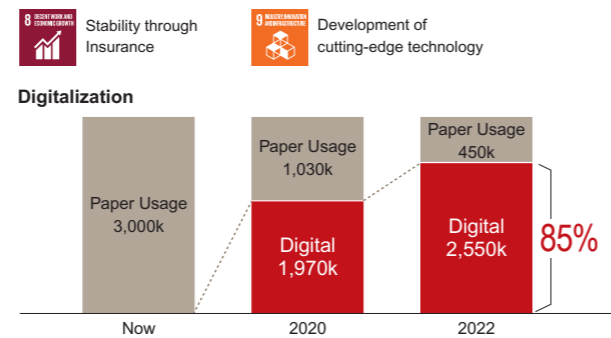 8 DECENT WORK AND
ECONOMIC GROWTH
Stability through
Insurance
9 INDUSTRY, INNOVATION
AND INFRASTRUCTURE
Development of
cutting-edge technology
Digitalization
Paper Usage
3,000k
Paper Usage
1,030k
Digital
1,970k
Paper Usage
450k
Digital
2,550k
85%
Now
2020
2022